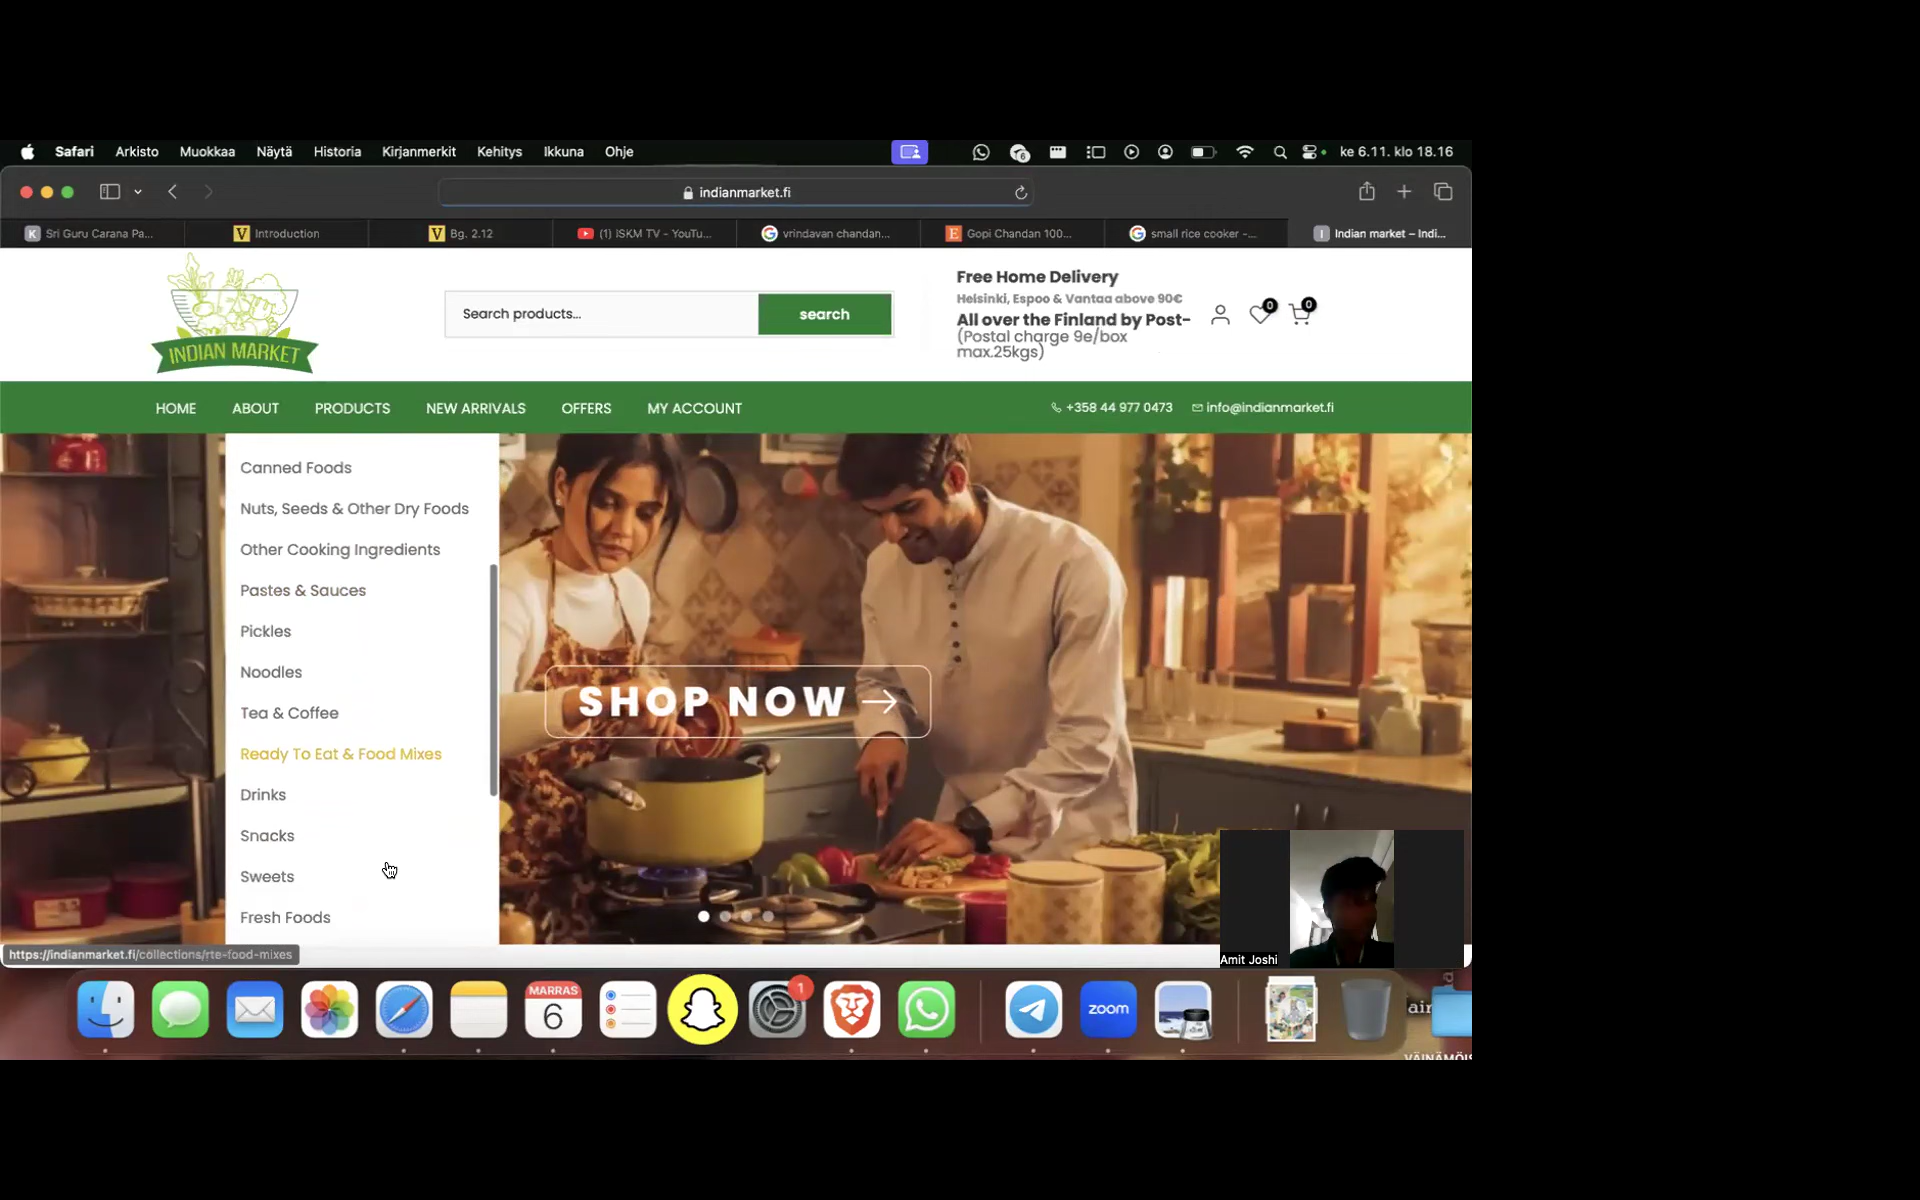 Safari Arkisto Muokkaa Näytä Historia Kirjanmerkit Kehitys Ikkuna Ohje ke 6.11. klo 18.16
indianmarket.fi
Sri Guru Carana Pa... Introduction Bg. 2.12 (1) ISKM TV - YouTu... vrindavan chandan... Gopi Chandan 100... small rice cooker -... Indian market – Indi...
INDIAN MARKET
Search products...
search
Free Home Delivery
Helsinki, Espoo & Vantaa above 90€
All over the Finland by Post-
(Postal charge 9e/box
max.25kgs)
0
0
HOME ABOUT PRODUCTS NEW ARRIVALS OFFERS MY ACCOUNT +358 44 977 0473 info@indianmarket.fi
Canned Foods
Nuts, Seeds & Other Dry Foods
Other Cooking Ingredients
Pastes & Sauces
Pickles
Noodles
Tea & Coffee
Ready To Eat & Food Mixes
Drinks
Snacks
Sweets
Fresh Foods
SHOP NOW
Amit Joshi
https://indianmarket.fi/collections/rte-food-mixes
MARRAS
6
1
zoom
air